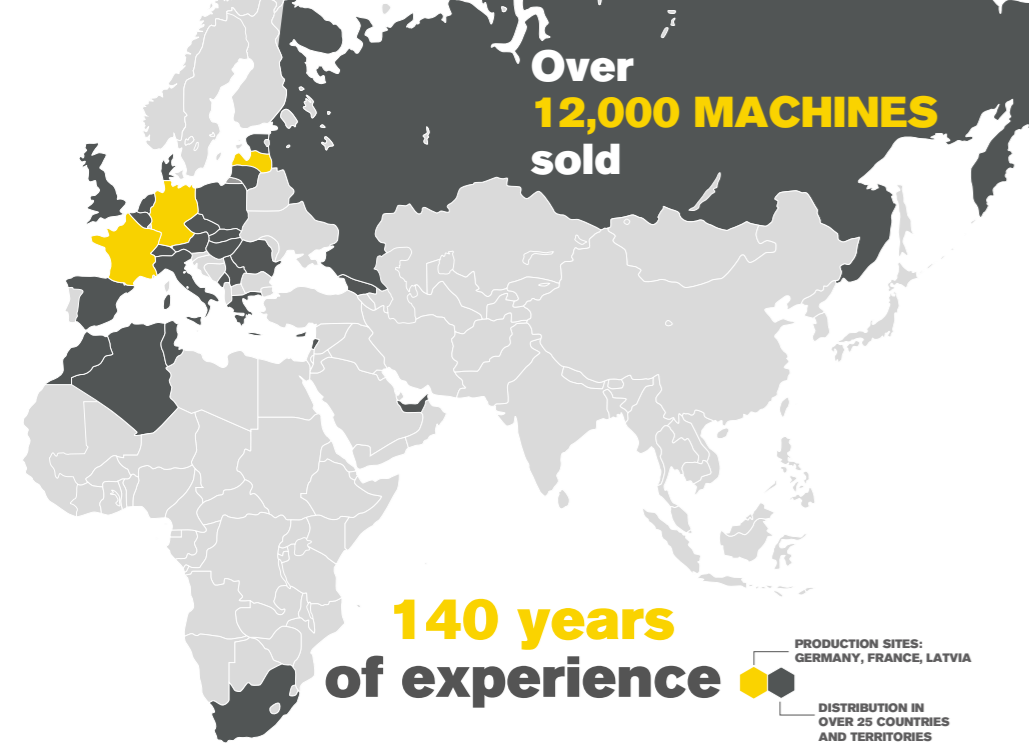 Over
12,000 MACHINES
sold
140 years
of experience
PRODUCTION SITES:
GERMANY, FRANCE, LATVIA
DISTRIBUTION IN
OVER 25 COUNTRIES
AND TERRITORIES